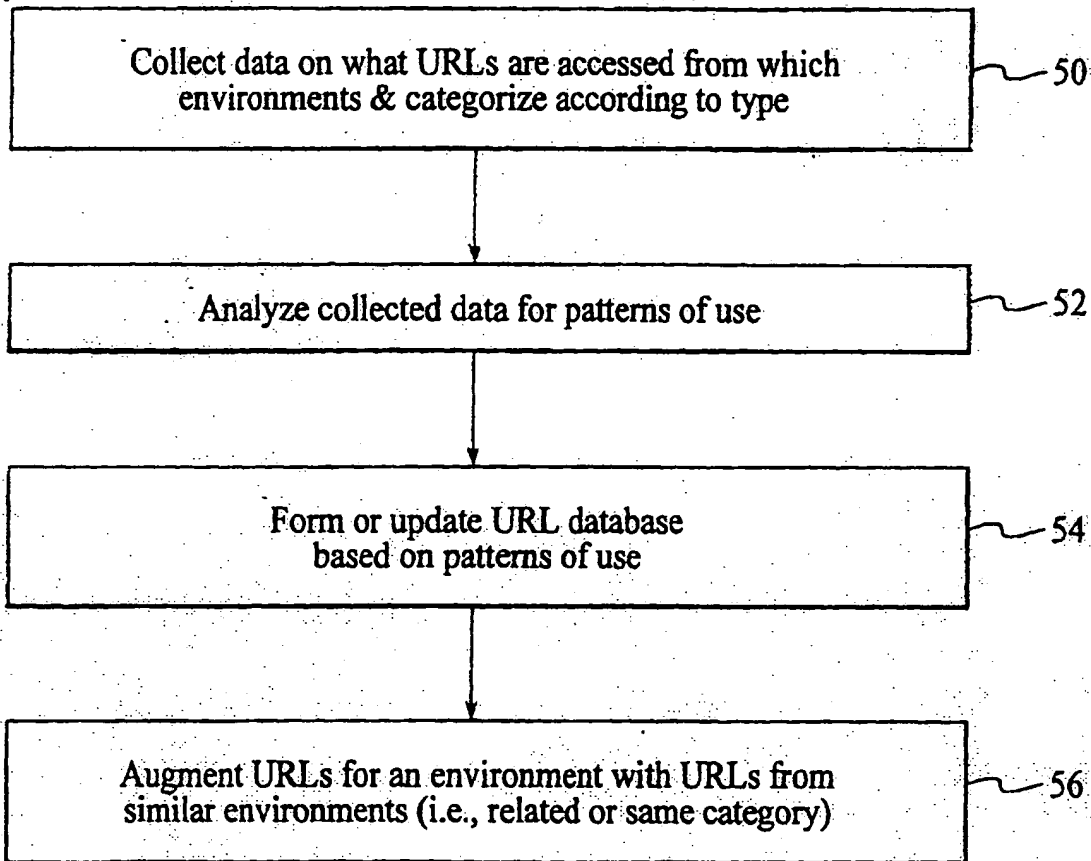 Collect data on what URLs are accessed from which
environments & categorize according to type
50
Analyze collected data for patterns of use
52
Form or update URL database
based on patterns of use
54
Augment URLs for an environment with URLs from
similar environments (i.e., related or same category)
56